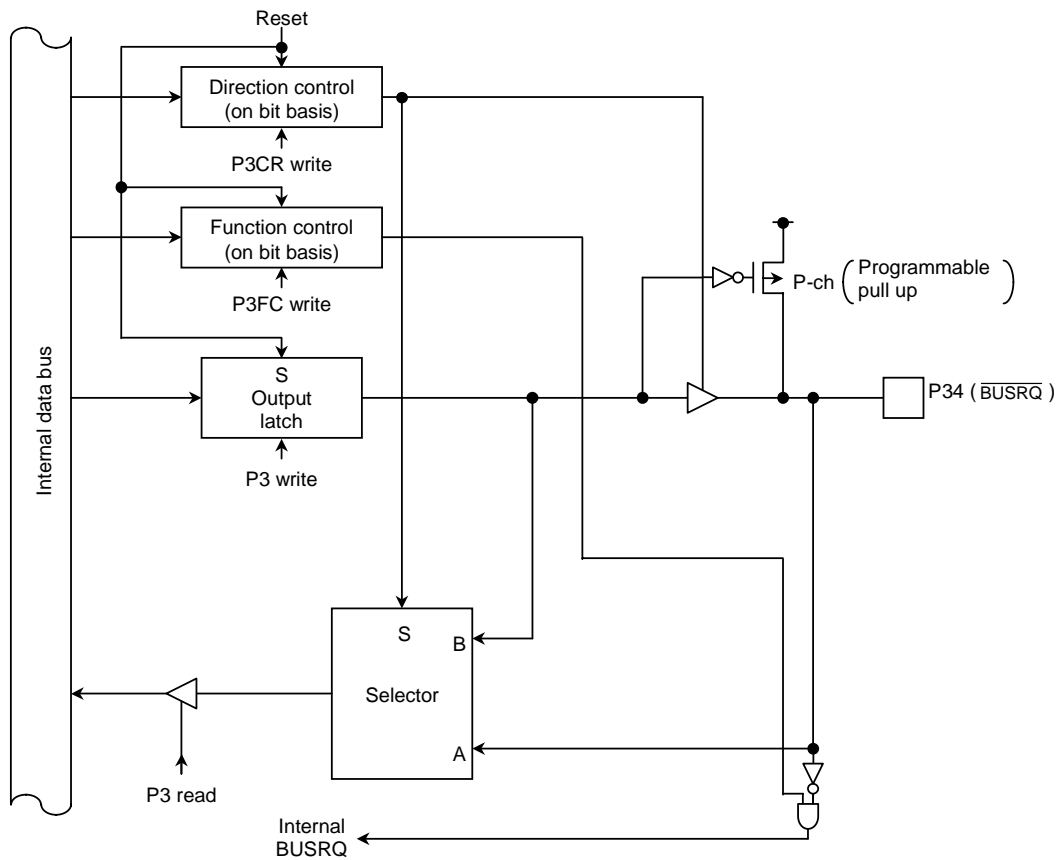 Reset
Direction control
(on bit basis)
P3CR write
Function control
(on bit basis)
P3FC write
P-ch
(Programmable
pull up)
S
Output
latch
P3 write
P34 (BUSRQ)
Internal data bus
S
B
Selector
A
P3 read
Internal
BUSRQ